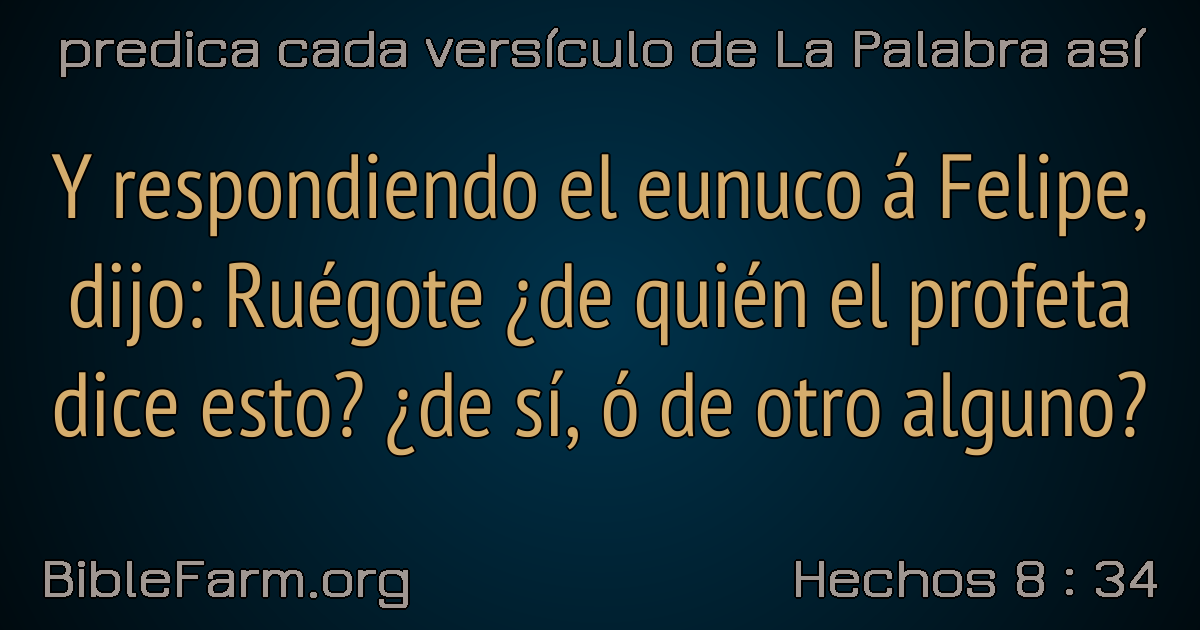 predica cada versículo de La Palabra así
Y respondiendo el eunuco á Felipe,
dijo: Ruégote ¿de quién el profeta
dice esto? ¿de sí, ó de otro alguno?
BibleFarm.org
Hechos 8 : 34